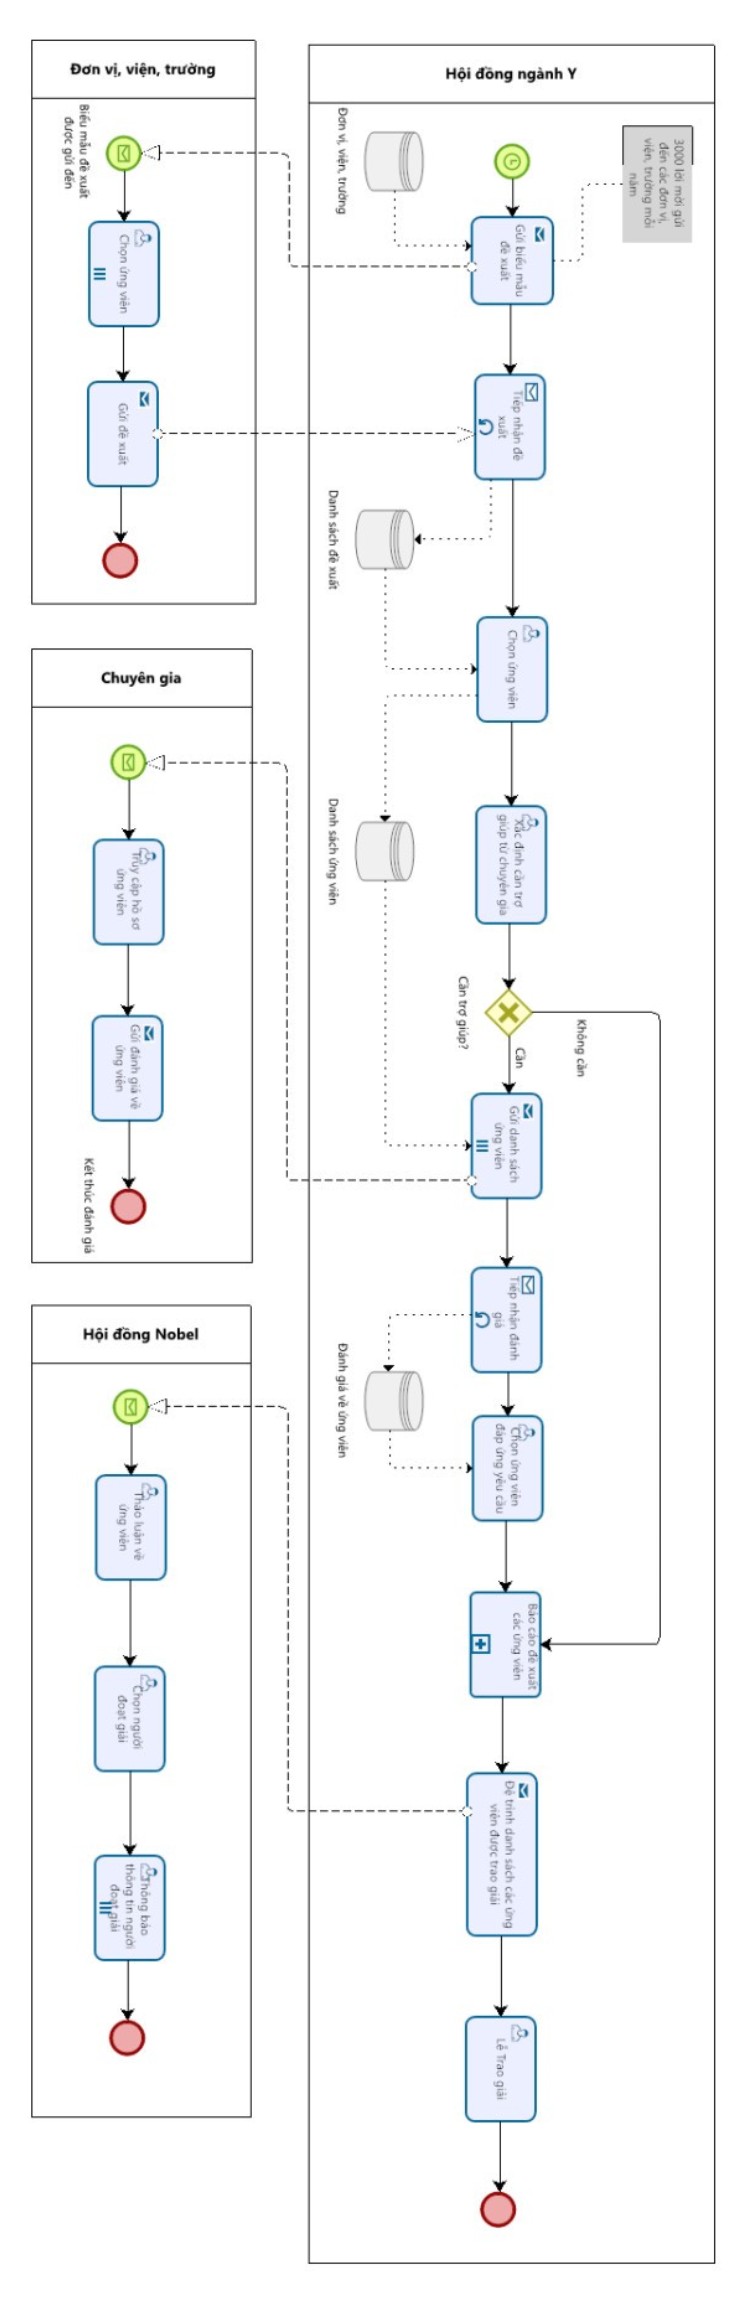 Đơn vị, viện, trường
Biểu mẫu đề xuất
được gửi đến
Chọn ứng viên
Gửi đề xuất
Hội đồng ngành Y
3000 lời mời gửi
đến các đơn vị,
viện, trường mỗi
năm
Đơn vị, viện, trường
Gửi biểu mẫu
đề xuất
Tiếp nhận đề
xuất
Danh sách đề xuất
Chọn ứng viên
Danh sách ứng viên
Xác định cần trợ
giúp từ chuyên gia
Cần trợ giúp?
Không cần
Cần
Gửi danh sách
ứng viên
Tiếp nhận đánh
giá
Đánh giá về ứng viên
Chọn ứng viên
đáp ứng yêu cầu
Báo cáo đề xuất
các ứng viên
Đệ trình danh sách các ứng
viên được trao giải
Lễ Trao giải
Chuyên gia
Truy cập hồ sơ
ứng viên
Gửi đánh giá về
ứng viên
Kết thúc đánh giá
Hội đồng Nobel
Thảo luận về
ứng viên
Chọn người
đoạt giải
Thông báo
thông tin người
đoạt giải